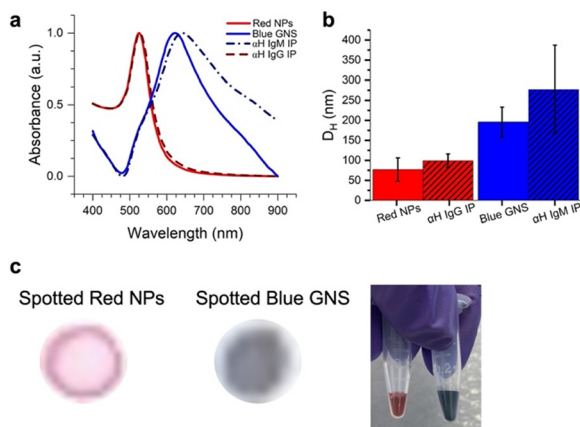 a
Absorbance (a.u.)
1.0
0.5
0.0
400 500 600 700 800 900
Wavelength (nm)
Red NPs
Blue GNS
αH IgM IP
αH IgG IP
b
D_H (nm)
400
350
300
250
200
150
100
50
0
Red NPs αH IgG IP Blue GNS αH IgM IP
c
Spotted Red NPs Spotted Blue GNS